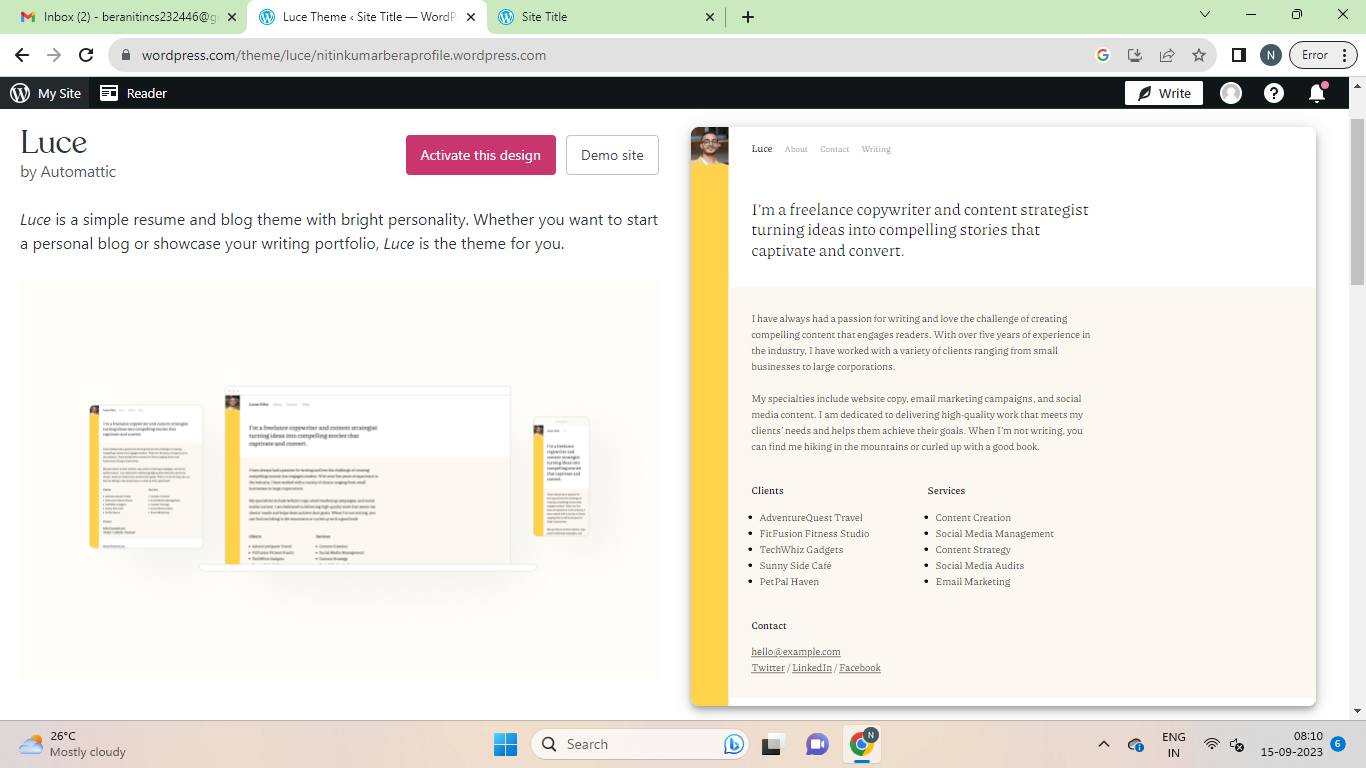 Inbox (2) - beranitincs232446@g
Luce Theme ‹ Site Title — WordP
Site Title
wordpress.com/theme/luce/nitinkumarberaprofile.wordpress.com
N
Error
My Site
Reader
Write
Luce
by Automattic
Activate this design
Demo site
Luce is a simple resume and blog theme with bright personality. Whether you want to start
a personal blog or showcase your writing portfolio, Luce is the theme for you.
I'm a freelance copywriter and content strategist
turning ideas into compelling stories that
captivate and convert.
Clients
Services
Luce About Contact Writing
I'm a freelance copywriter and content strategist
turning ideas into compelling stories that
captivate and convert.
I have always had a passion for writing and love the challenge of creating
compelling content that engages readers. With over five years of experience in
the industry, I have worked with a variety of clients ranging from small
businesses to large corporations.
My specialties include website copy, email marketing campaigns, and social
media content. I am dedicated to delivering high-quality work that meets my
clients' needs and helps them achieve their goals. When I'm not writing, you
can find me hiking in the mountains or curled up with a good book.
Clients
AdventureQuest Travel
FitFusion Fitness Studio
TechWhiz Gadgets
Sunny Side Café
PetPal Haven
Services
Content Creation
Social Media Management
Content Strategy
Social Media Audits
Email Marketing
Contact
hello@example.com
Twitter / LinkedIn / Facebook
26°C
Mostly cloudy
Search
N
ENG
IN
08:10
15-09-2023
6